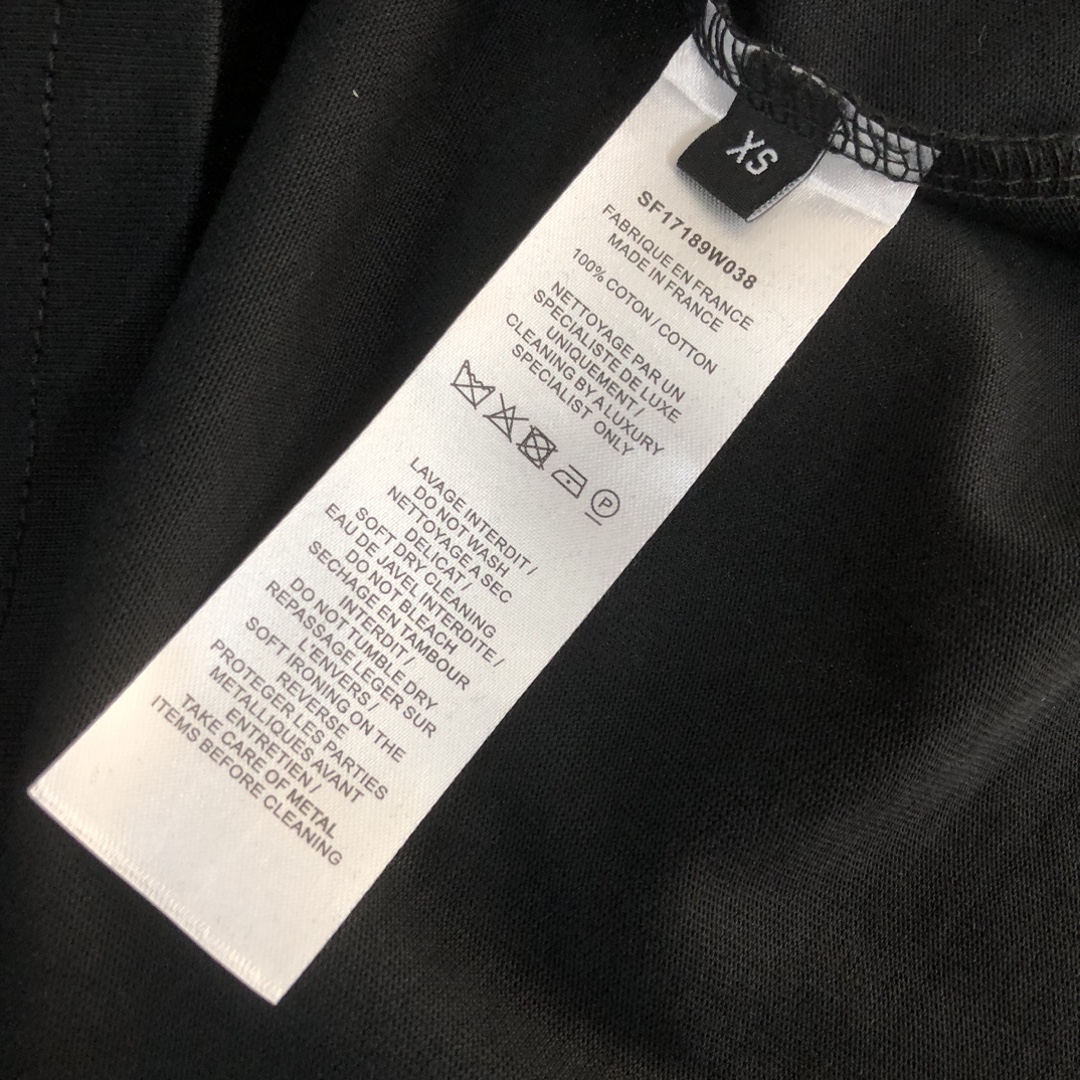 XS
SF17189W038
FABRIQUE EN FRANCE
MADE IN FRANCE
100% COTON / COTTON
NETTOYAGE PAR UN
SPECIALISTE DE LUXE
UNIQUEMENT /
CLEANING BY A LUXURY
SPECIALIST ONLY
P
LAVAGE INTERDIT /
DO NOT WASH
NETTOYAGE A SEC
DELICAT /
SOFT DRY CLEANING
EAU DE JAVEL INTERDITE /
DO NOT BLEACH
SECHAGE EN TAMBOUR
INTERDIT /
DO NOT TUMBLE DRY
REPASSAGE LEGER SUR
L'ENVERS /
SOFT IRONING ON THE
REVERSE
PROTEGER LES PARTIES
METALLIQUES AVANT
ENTRETIEN /
TAKE CARE OF METAL
ITEMS BEFORE CLEANING